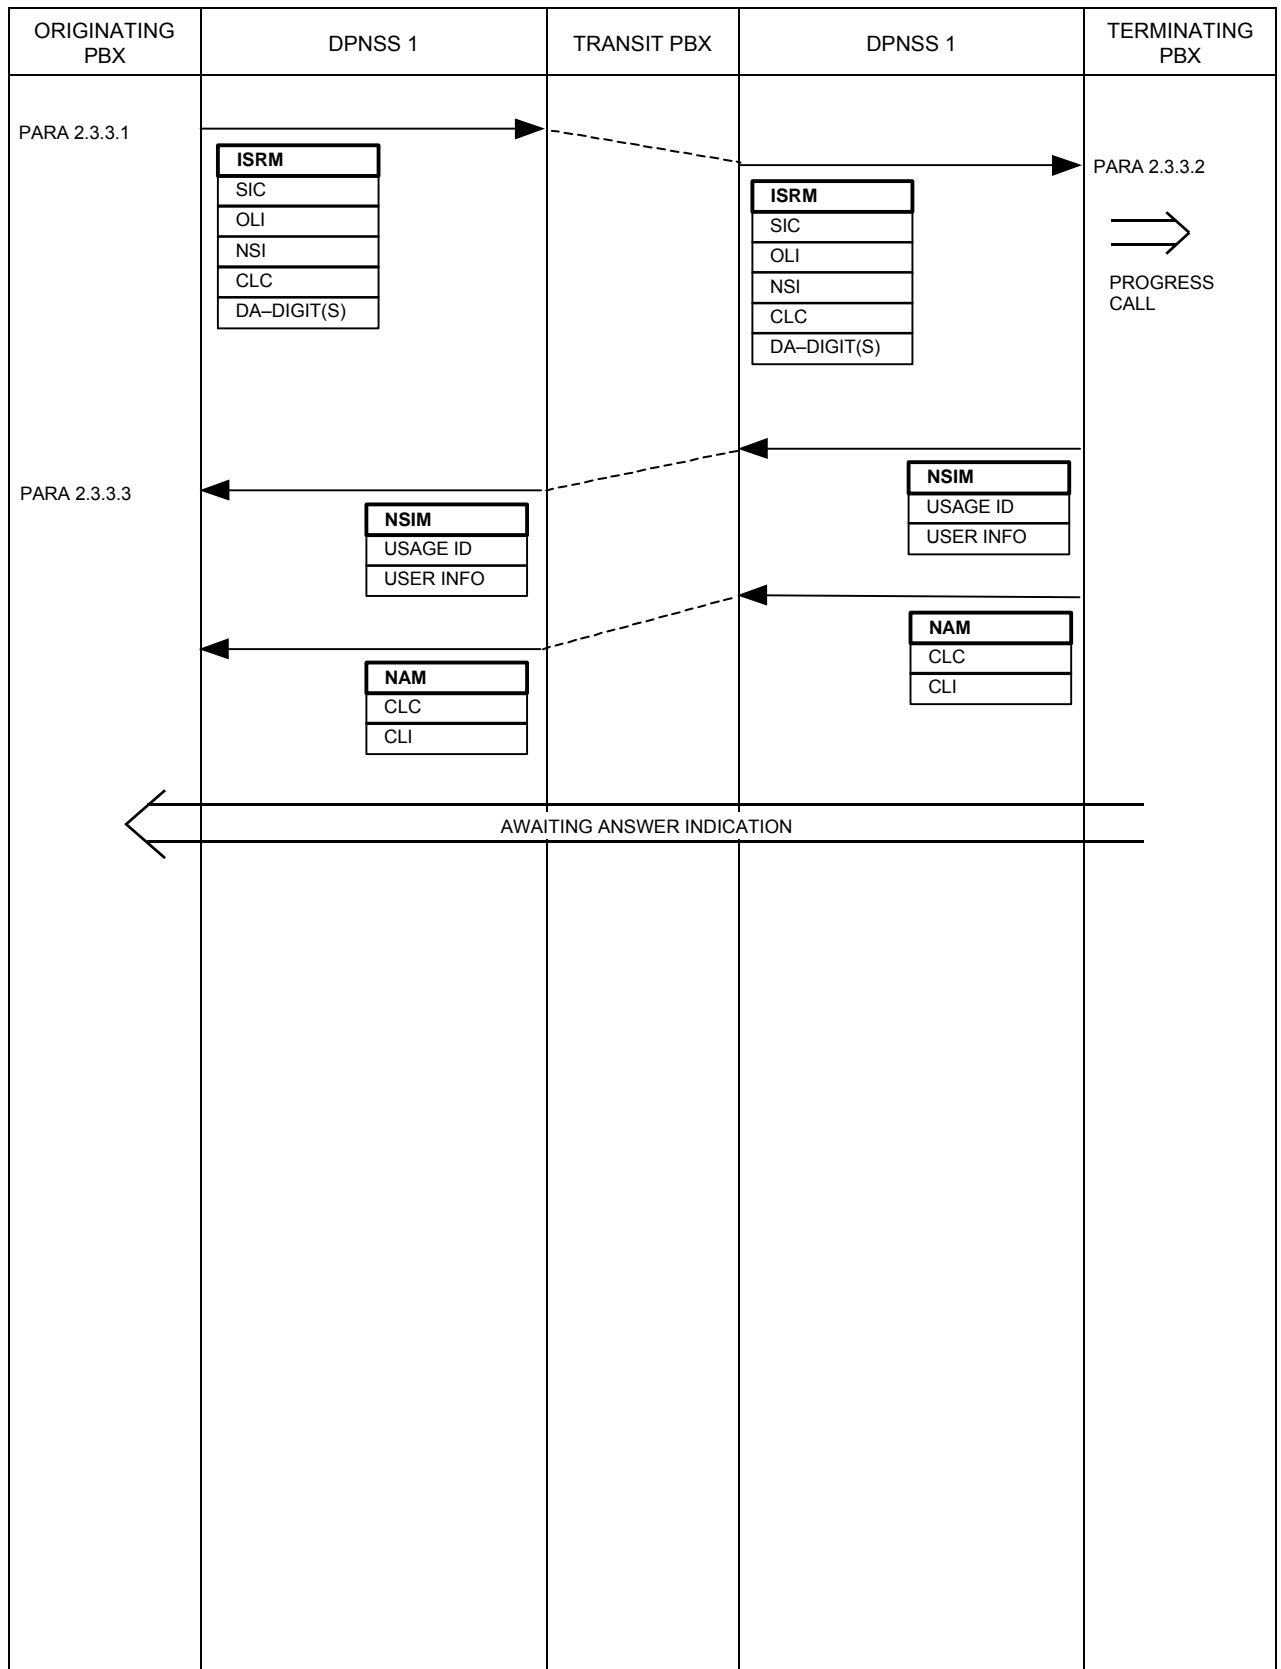 ORIGINATING
PBX
DPNSS 1
TRANSIT PBX
DPNSS 1
TERMINATING
PBX
PARA 2.3.3.1
ISRM
SIC
OLI
NSI
CLC
DA–DIGIT(S)
PARA 2.3.3.2
ISRM
SIC
OLI
NSI
CLC
DA–DIGIT(S)
PROGRESS
CALL
NSIM
USAGE ID
USER INFO
PARA 2.3.3.3
NSIM
USAGE ID
USER INFO
NAM
CLC
CLI
NAM
CLC
CLI
AWAITING ANSWER INDICATION